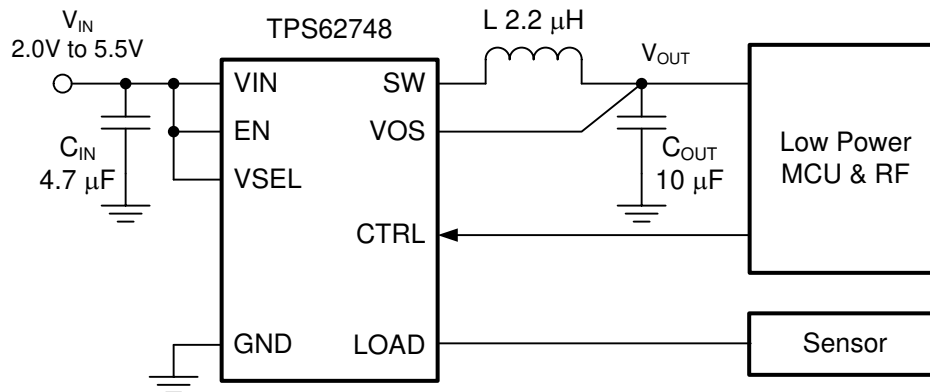 TPS62748
L 2.2 μH
VIN
2.0V to 5.5V
VOUT
VIN
SW
EN
VOS
VSEL
CIN
4.7 μF
COUT
10 μF
Low Power
MCU & RF
CTRL
GND
LOAD
Sensor